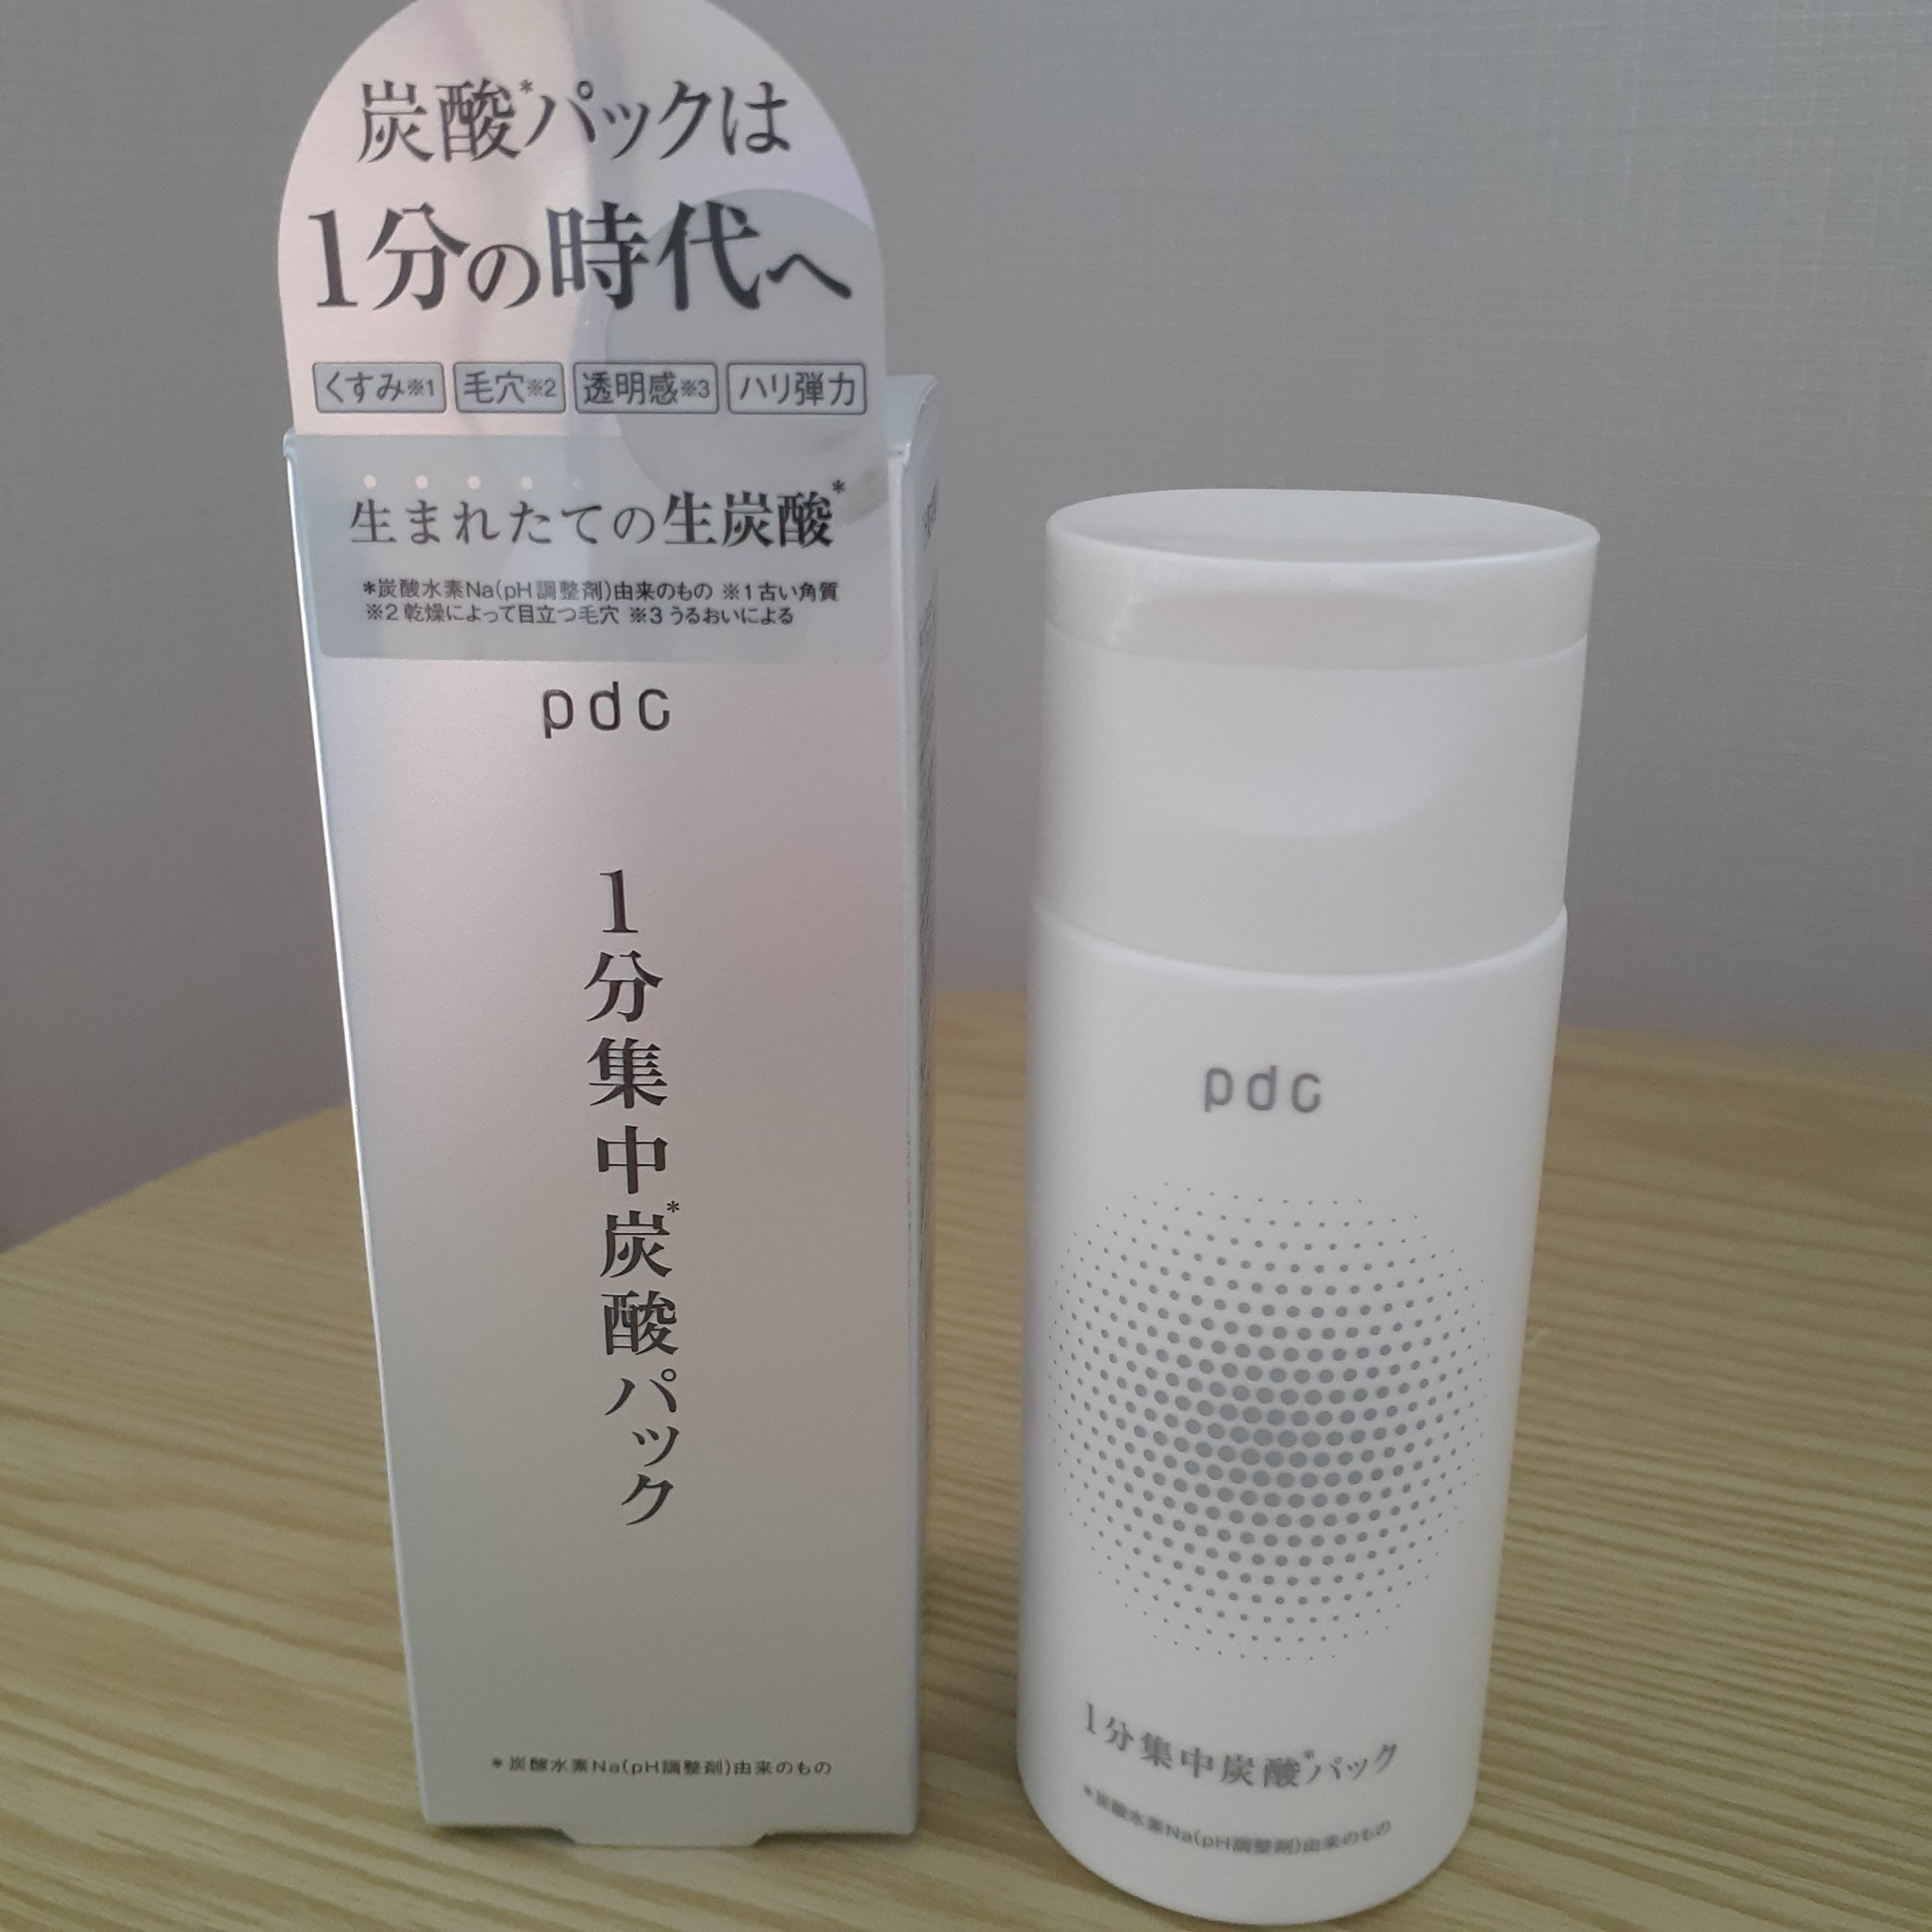 炭酸*パックは
1分の時代へ
くすみ※1 毛穴※2 透明感※3 ハリ弾力
生まれたての生炭酸*
*炭酸水素Na(pH調整剤)由来のもの ※1古い角質
※2 乾燥によって目立つ毛穴 ※3 うるおいによる
pdc
1分集中炭酸*パック
*炭酸水素Na(pH調整剤)由来のもの
pdc
1分集中炭酸*パック
*炭酸水素Na(pH調整剤)由来のもの